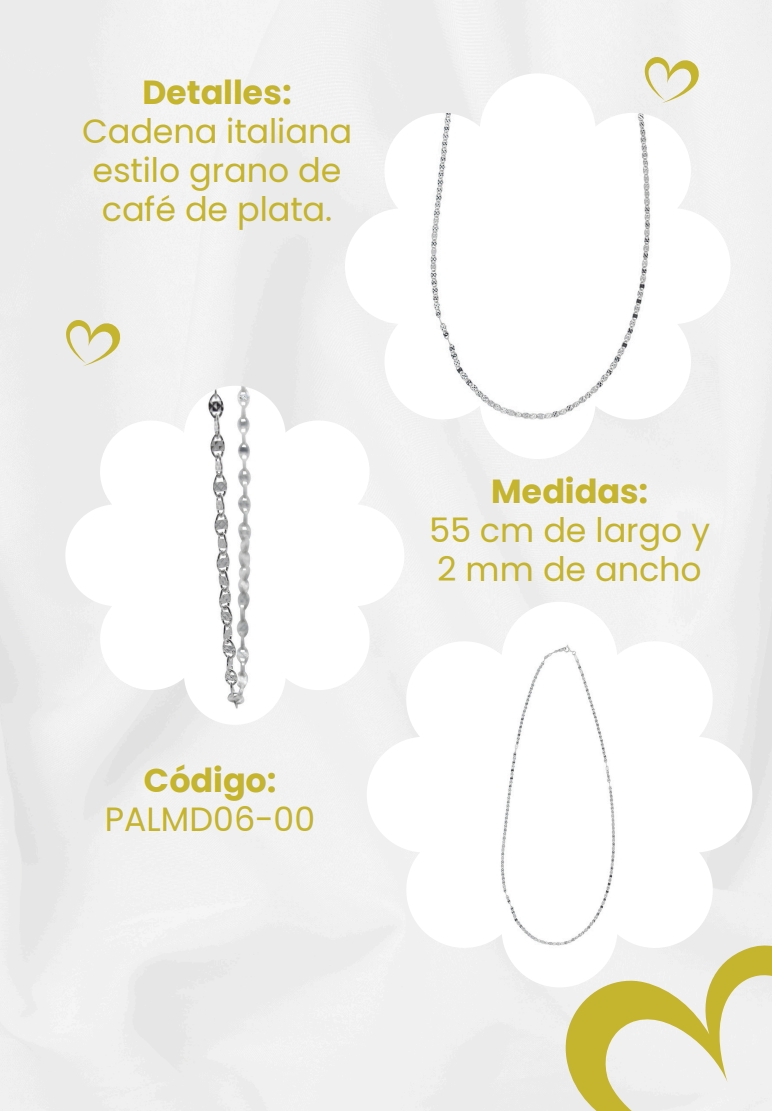 Detalles:
Cadena italiana
estilo grano de
café de plata.
Medidas:
55 cm de largo y
2 mm de ancho
Código:
PALMD06-00